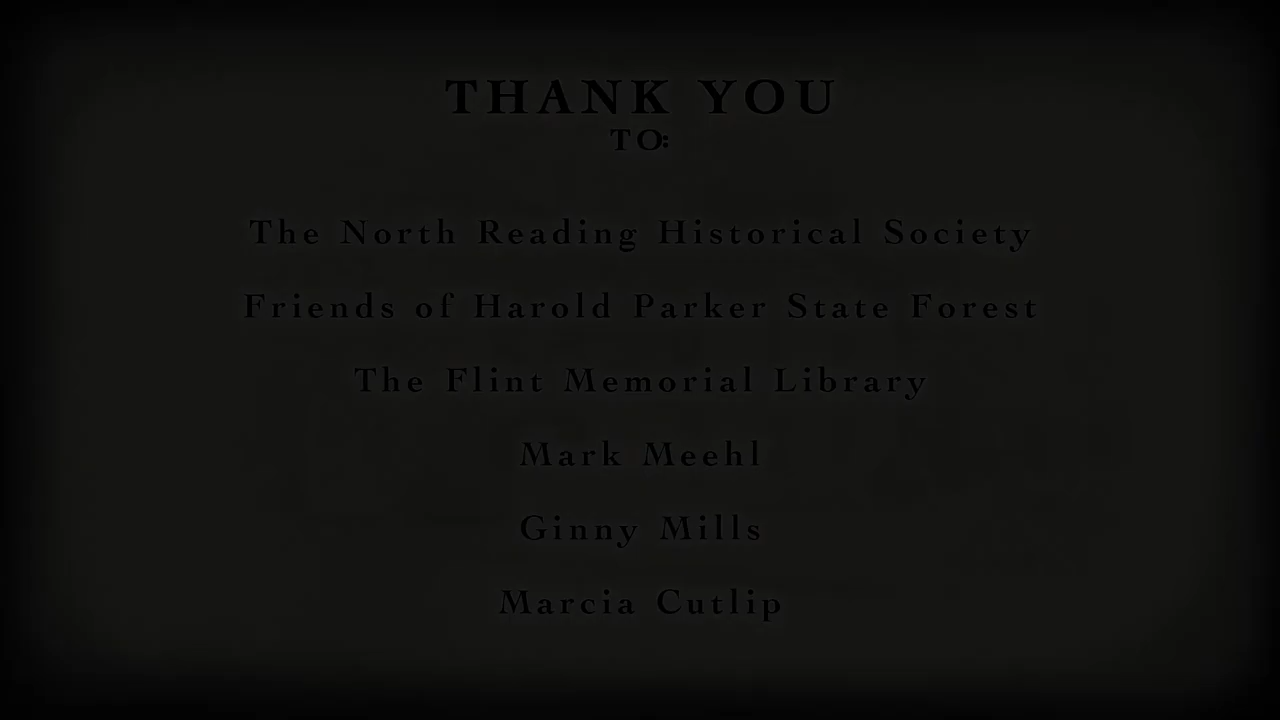 THANK YOU
TO:
The North Reading Historical Society
Friends of Harold Parker State Forest
The Flint Memorial Library
Mark Meehl
Ginny Mills
Marcia Cutlip